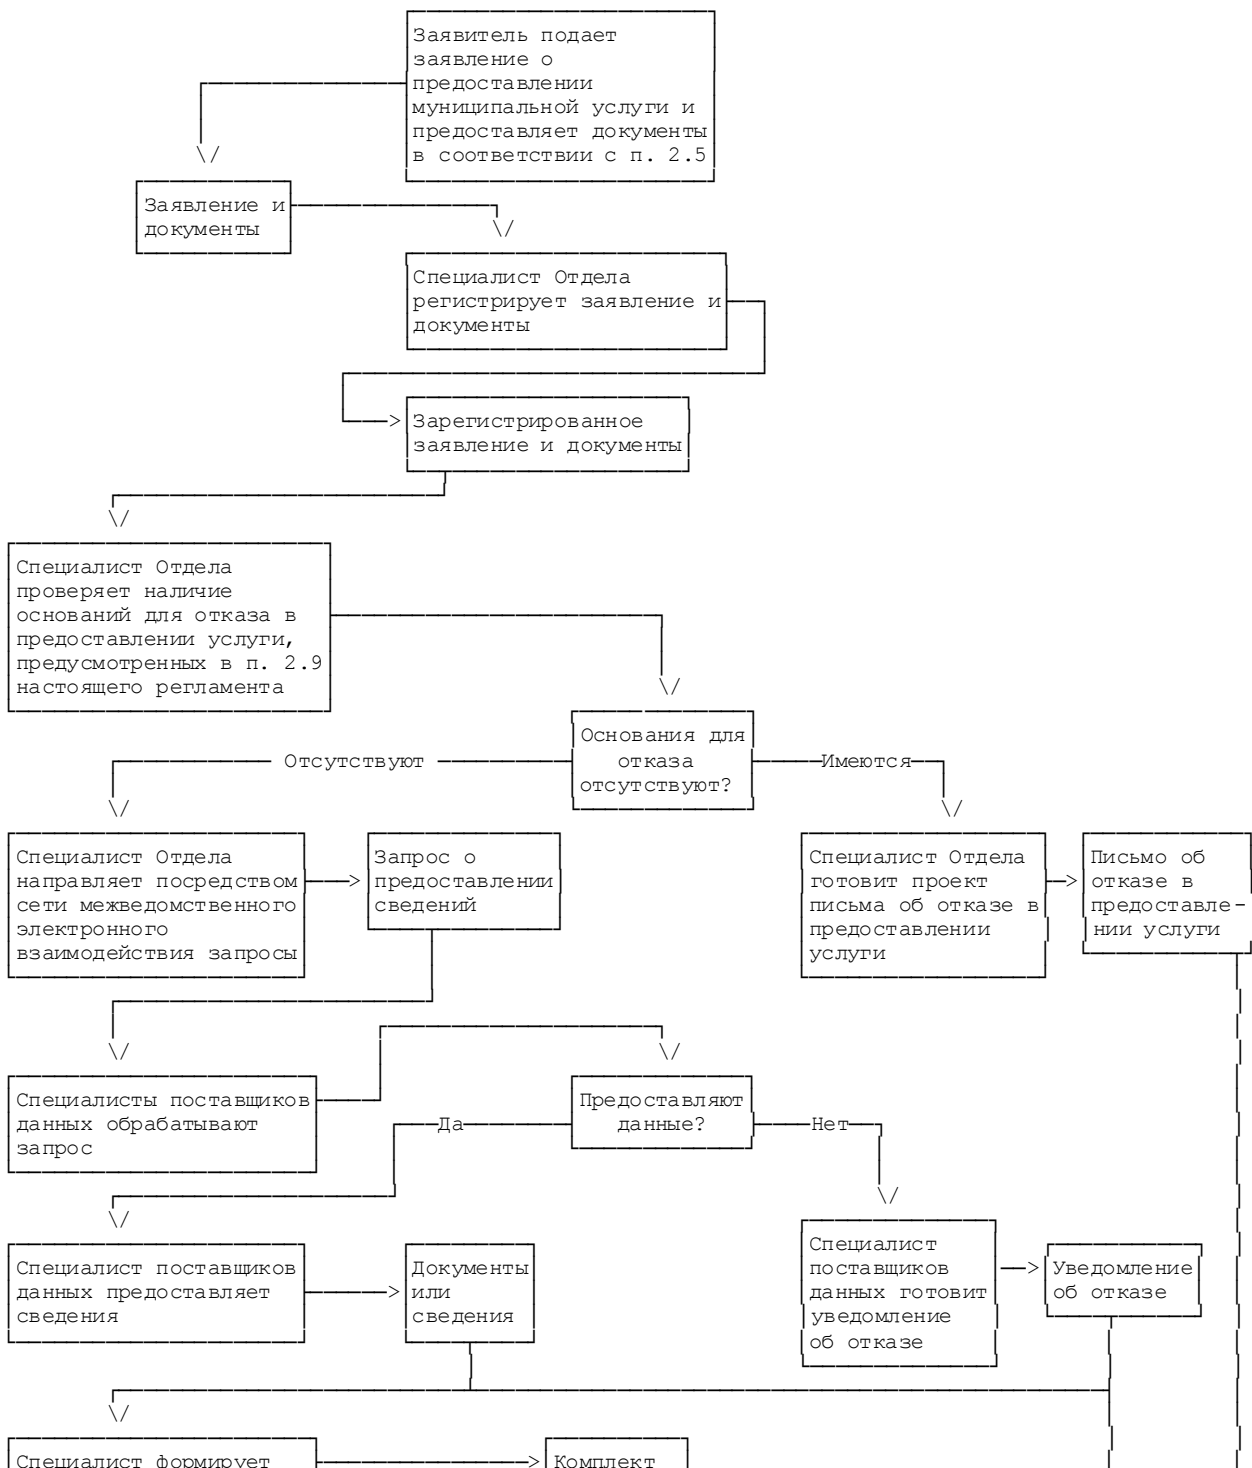 Заявитель подает
заявление о
предоставлении
муниципальной услуги и
предоставляет документы
в соответствии с п. 2.5
Заявление и
документы
Специалист Отдела
регистрирует заявление и
документы
Зарегистрированное
заявление и документы
Специалист Отдела
проверяет наличие
оснований для отказа в
предоставлении услуги,
предусмотренных в п. 2.9
настоящего регламента
Основания для
отказа
отсутствуют?
Отсутствуют
Имеются
Специалист Отдела
направляет посредством
сети межведомственного
электронного
взаимодействия запросы
Запрос о
предоставлении
сведений
Специалист Отдела
готовит проект
письма об отказе в
предоставлении
услуги
Письмо об
отказе в
предоставле-
нии услуги
Специалисты поставщиков
данных обрабатывают
запрос
Предоставляют
данные?
Да
Нет
Специалист поставщиков
данных предоставляет
сведения
Документы
или
сведения
Специалист
поставщиков
данных готовит
уведомление
об отказе
Уведомление
об отказе
Специалист формирует
Комплект